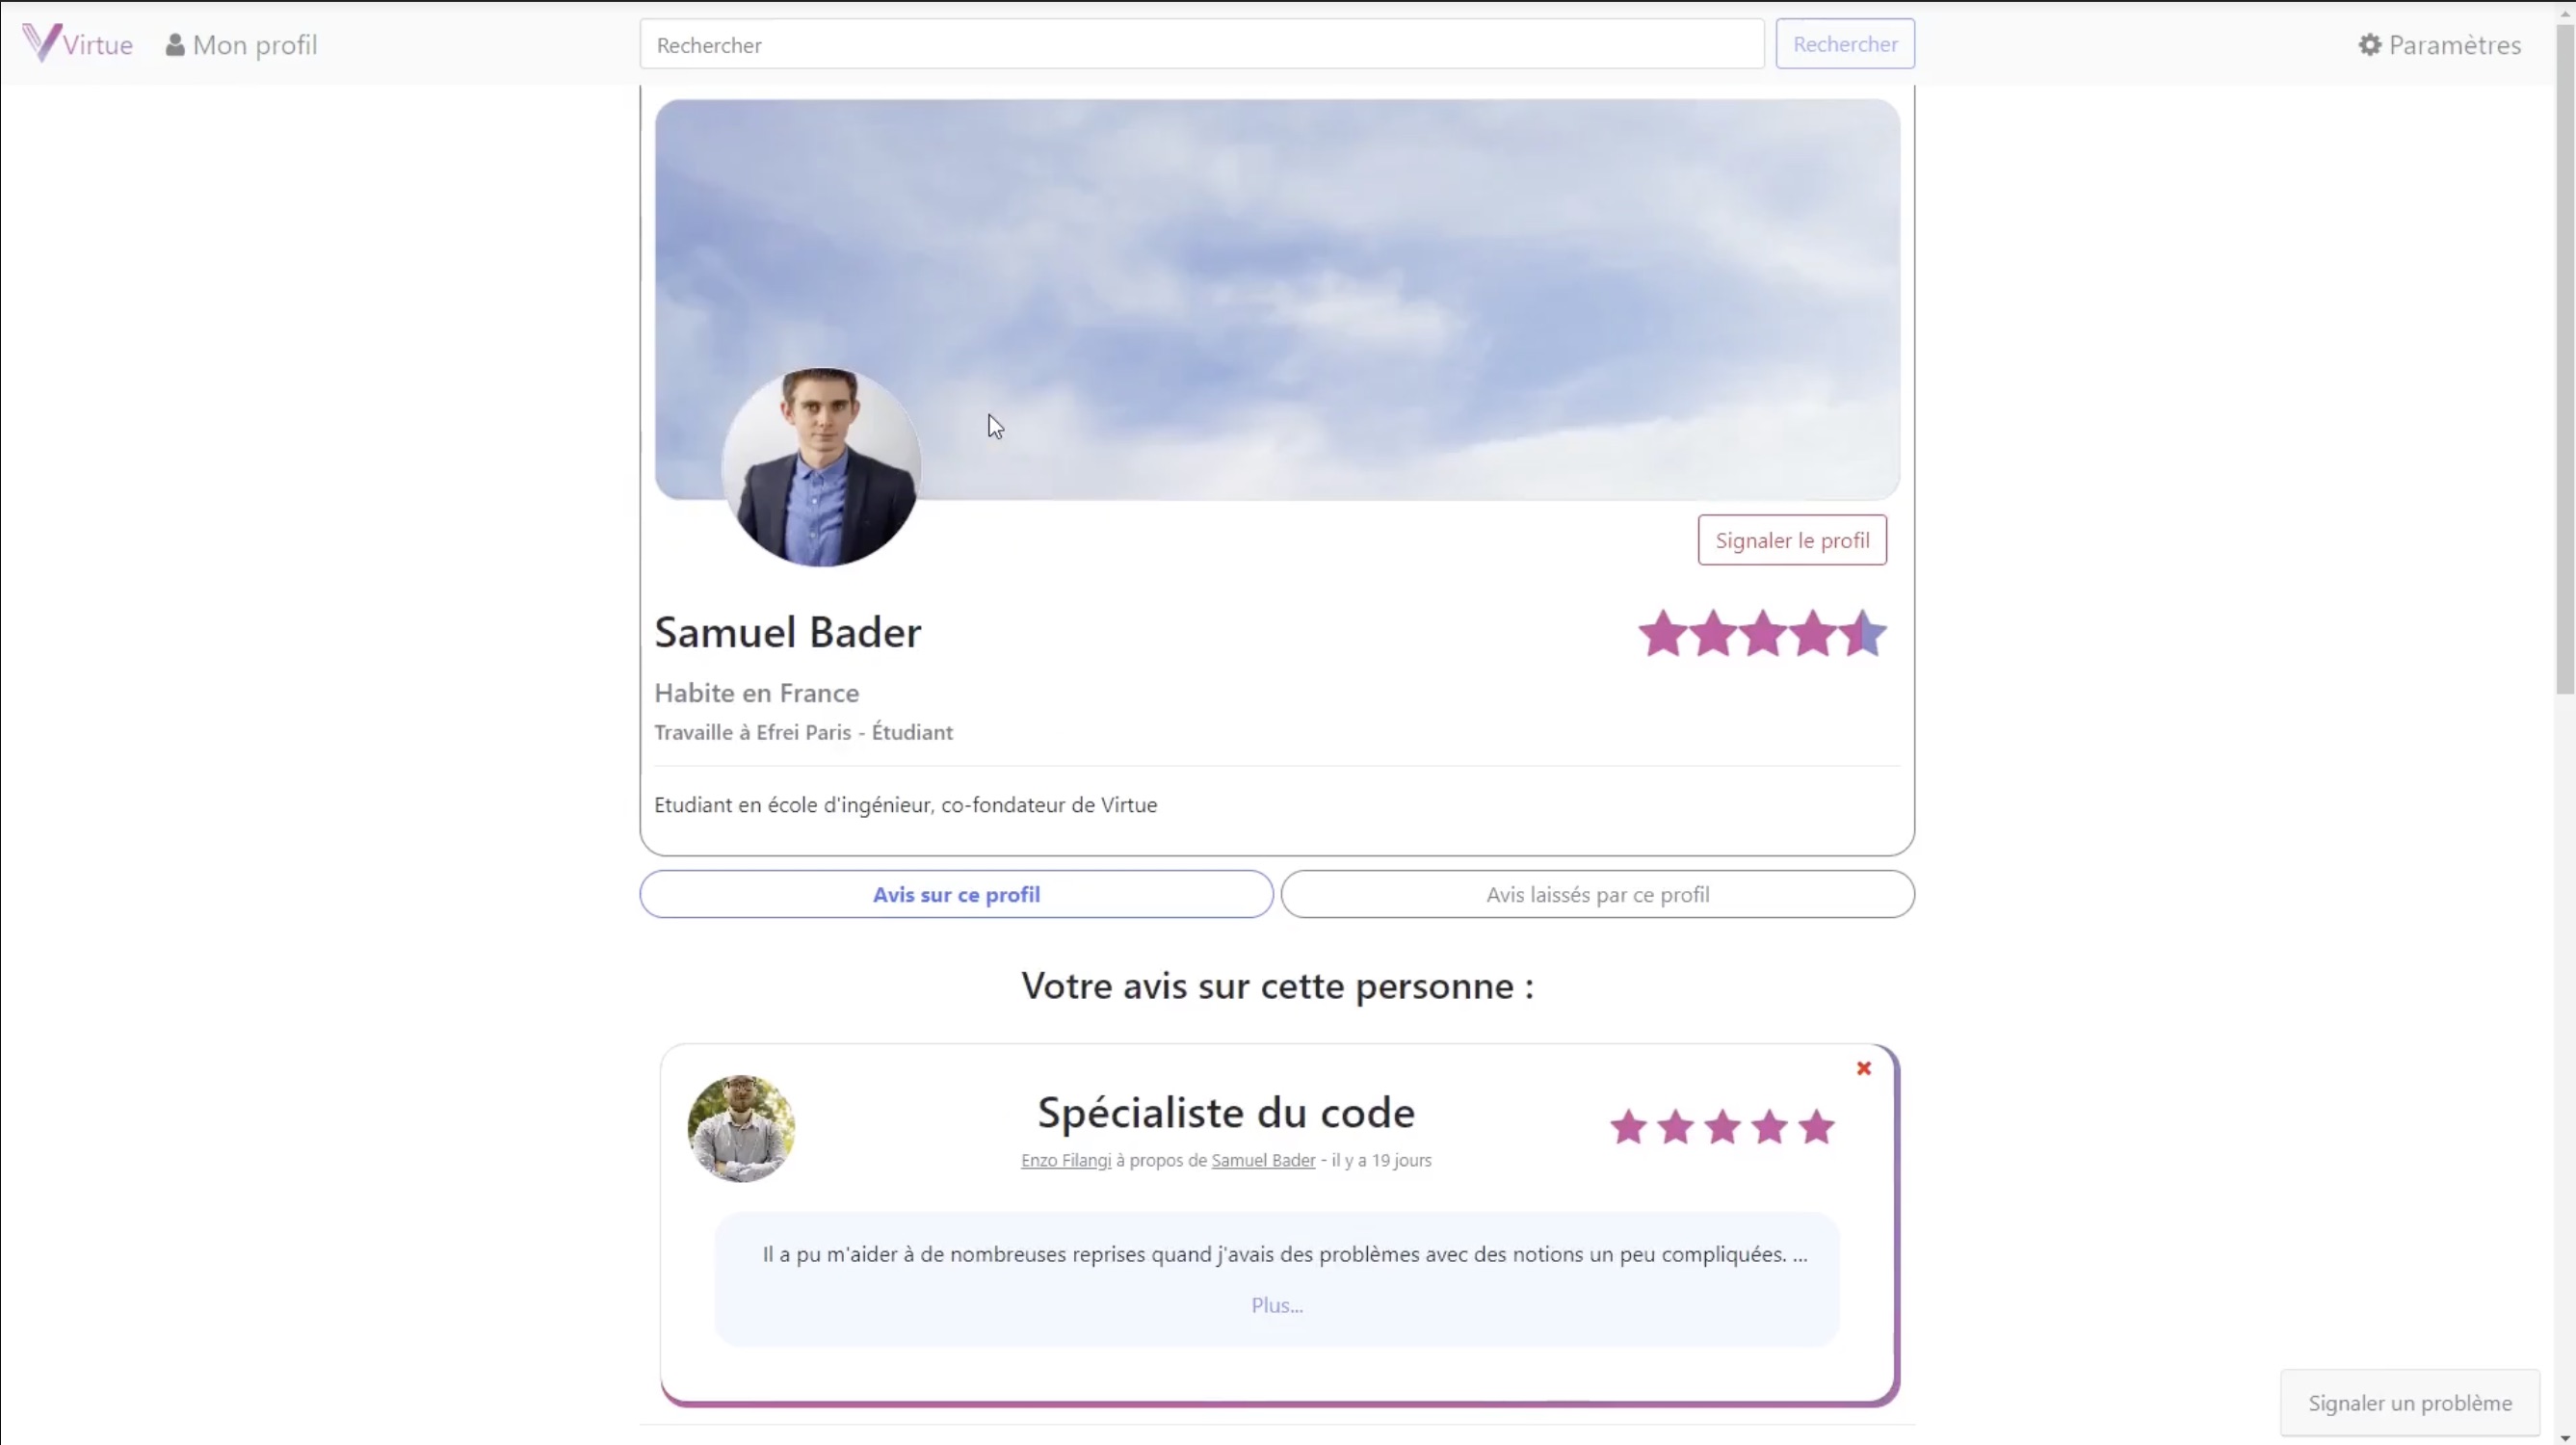 Virtue
Mon profil
Rechercher
Rechercher
Paramètres
Signaler le profil
Samuel Bader
Habite en France
Travaille à Efrei Paris - Étudiant
Etudiant en école d'ingénieur, co-fondateur de Virtue
Avis sur ce profil
Avis laissés par ce profil
Votre avis sur cette personne :
Spécialiste du code
Enzo Filangi à propos de Samuel Bader - il y a 19 jours
Il a pu m'aider à de nombreuses reprises quand j'avais des problèmes avec des notions un peu compliquées. ...
Plus...
Signaler un problème